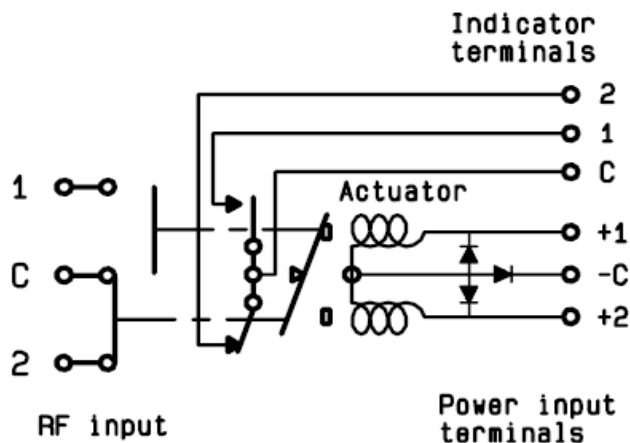 Indicator
terminals
2
1
C
1
Actuator
+1
C
-C
+2
2
RF input
Power input
terminals